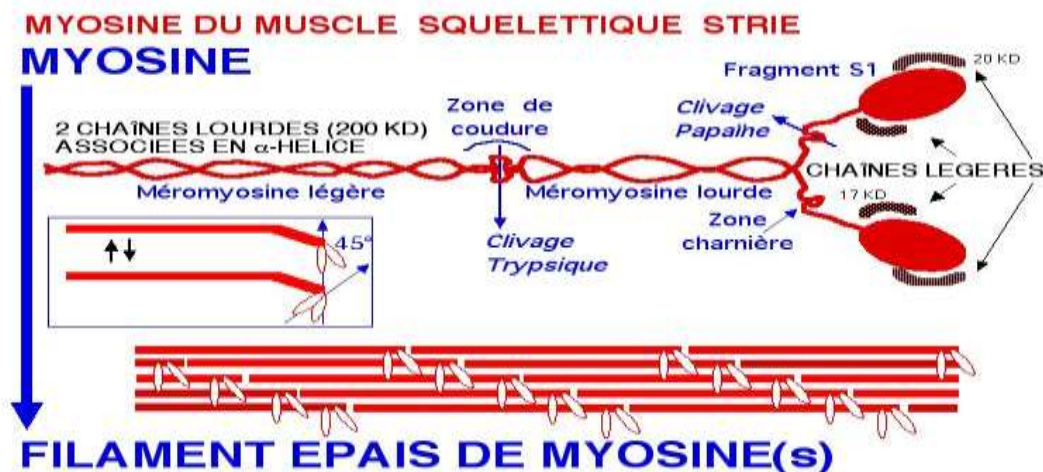 MYOSINE DU MUSCLE SQUELETTIQUE STRIE
MYOSINE
20 KD
Fragment S1
Zone de
coudure
Clivage
Papaïne
2 CHAÎNES LOURDES (200 KD)
ASSOCIEES EN α-HELICE
CHAÎNES LEGERES
Méromyosine légère
Méromyosine lourde
17 KD
Zone
charnière
45°
Clivage
Trypsique
FILAMENT EPAIS DE MYOSINE(s)